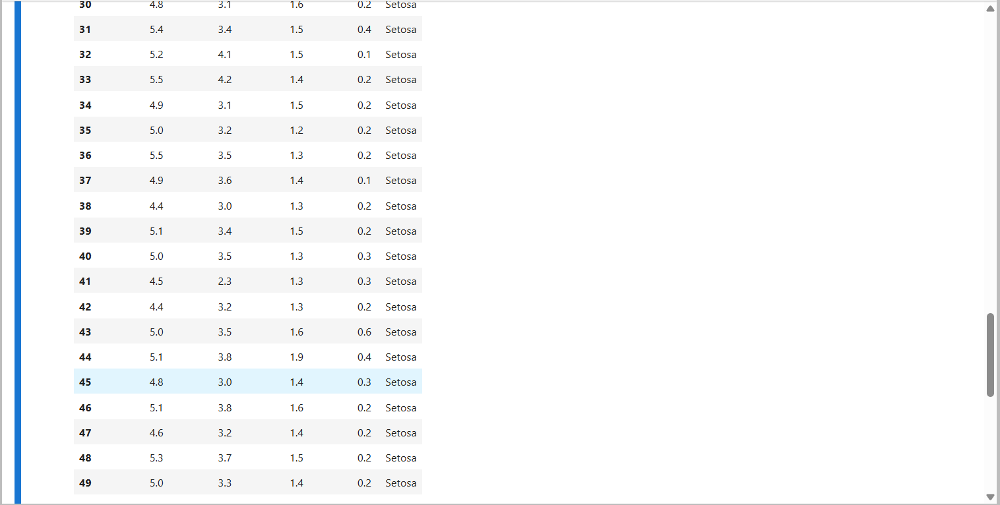 30 4.8 3.1 1.6 0.2 Setosa
31 5.4 3.4 1.5 0.4 Setosa
32 5.2 4.1 1.5 0.1 Setosa
33 5.5 4.2 1.4 0.2 Setosa
34 4.9 3.1 1.5 0.2 Setosa
35 5.0 3.2 1.2 0.2 Setosa
36 5.5 3.5 1.3 0.2 Setosa
37 4.9 3.6 1.4 0.1 Setosa
38 4.4 3.0 1.3 0.2 Setosa
39 5.1 3.4 1.5 0.2 Setosa
40 5.0 3.5 1.3 0.3 Setosa
41 4.5 2.3 1.3 0.3 Setosa
42 4.4 3.2 1.3 0.2 Setosa
43 5.0 3.5 1.6 0.6 Setosa
44 5.1 3.8 1.9 0.4 Setosa
45 4.8 3.0 1.4 0.3 Setosa
46 5.1 3.8 1.6 0.2 Setosa
47 4.6 3.2 1.4 0.2 Setosa
48 5.3 3.7 1.5 0.2 Setosa
49 5.0 3.3 1.4 0.2 Setosa